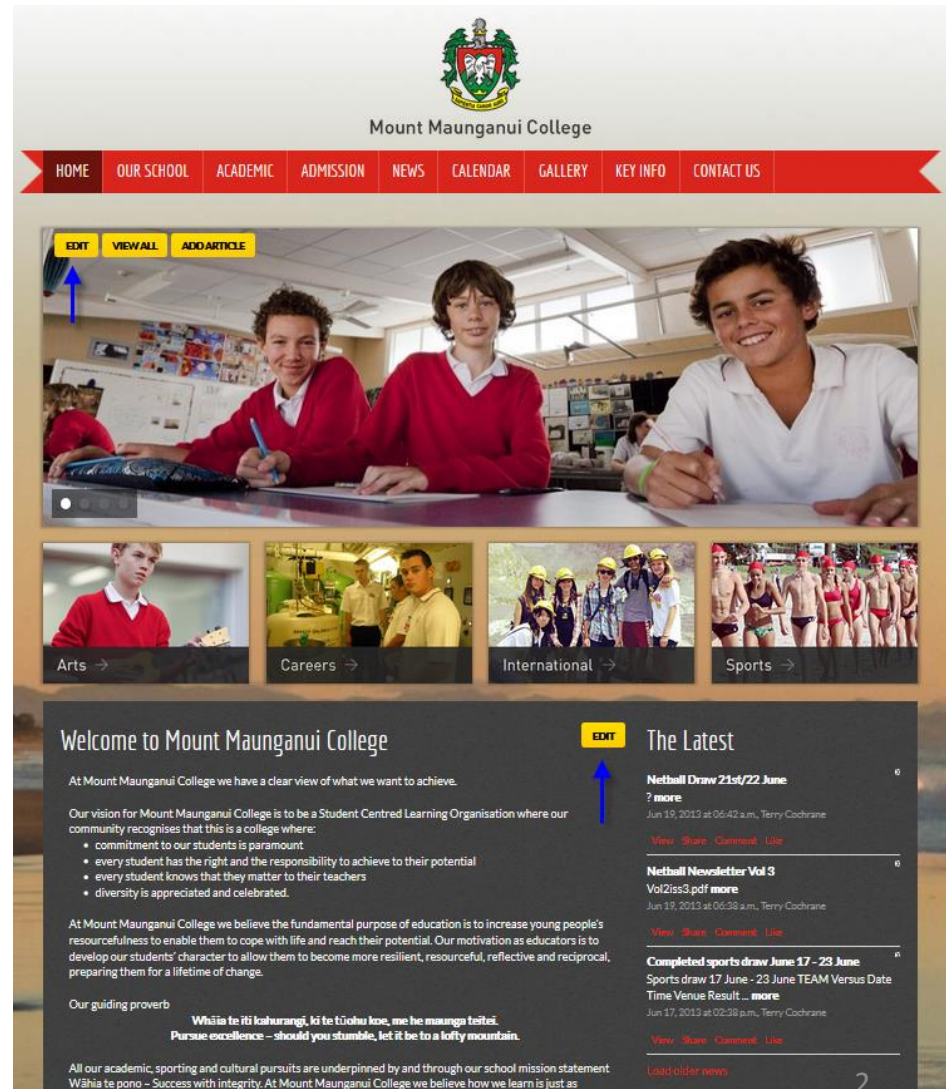 Mount Maunganui College
HOME OUR SCHOOL ACADEMIC ADMISSION NEWS CALENDAR GALLERY KEY INFO CONTACT US
EDIT VIEW ALL ADD ARTICLE
Arts →
Careers →
International →
Sports →
Welcome to Mount Maunganui College
EDIT
At Mount Maunganui College we have a clear view of what we want to achieve.
Our vision for Mount Maunganui College is to be a Student Centred Learning Organisation where our
community recognises that this is a college where:
• commitment to our students is paramount
• every student has the right and the responsibility to achieve to their potential
• every student knows that they matter to their teachers
• diversity is appreciated and celebrated.
At Mount Maunganui College we believe the fundamental purpose of education is to increase young people's
resourcefulness to enable them to cope with life and reach their potential. Our motivation as educators is to
develop our students' character to allow them to become more resilient, resourceful, reflective and reciprocal,
preparing them for a lifetime of change.
Our guiding proverb
Whāia te iti kahurangi, ki te tūohu koe, me he maunga teitei.
Pursue excellence – should you stumble, let it be to a lofty mountain.
All our academic, sporting and cultural pursuits are underpinned by and through our school mission statement
Wāhia te pono – Success with integrity. At Mount Maunganui College we believe how we learn is just as
The Latest
Netball Draw 21st/22 June
? more
Jun 19, 2013 at 06:42 a.m., Terry Cochrane
View Share Comment Like
Netball Newsletter Vol 3
Vol2iss3.pdf more
Jun 19, 2013 at 06:38 a.m., Terry Cochrane
View Share Comment Like
Completed sports draw June 17 - 23 June
Sports draw 17 June - 23 June TEAM Versus Date
Time Venue Result ... more
Jun 17, 2013 at 02:38 p.m., Terry Cochrane
View Share Comment Like
Load older news
2